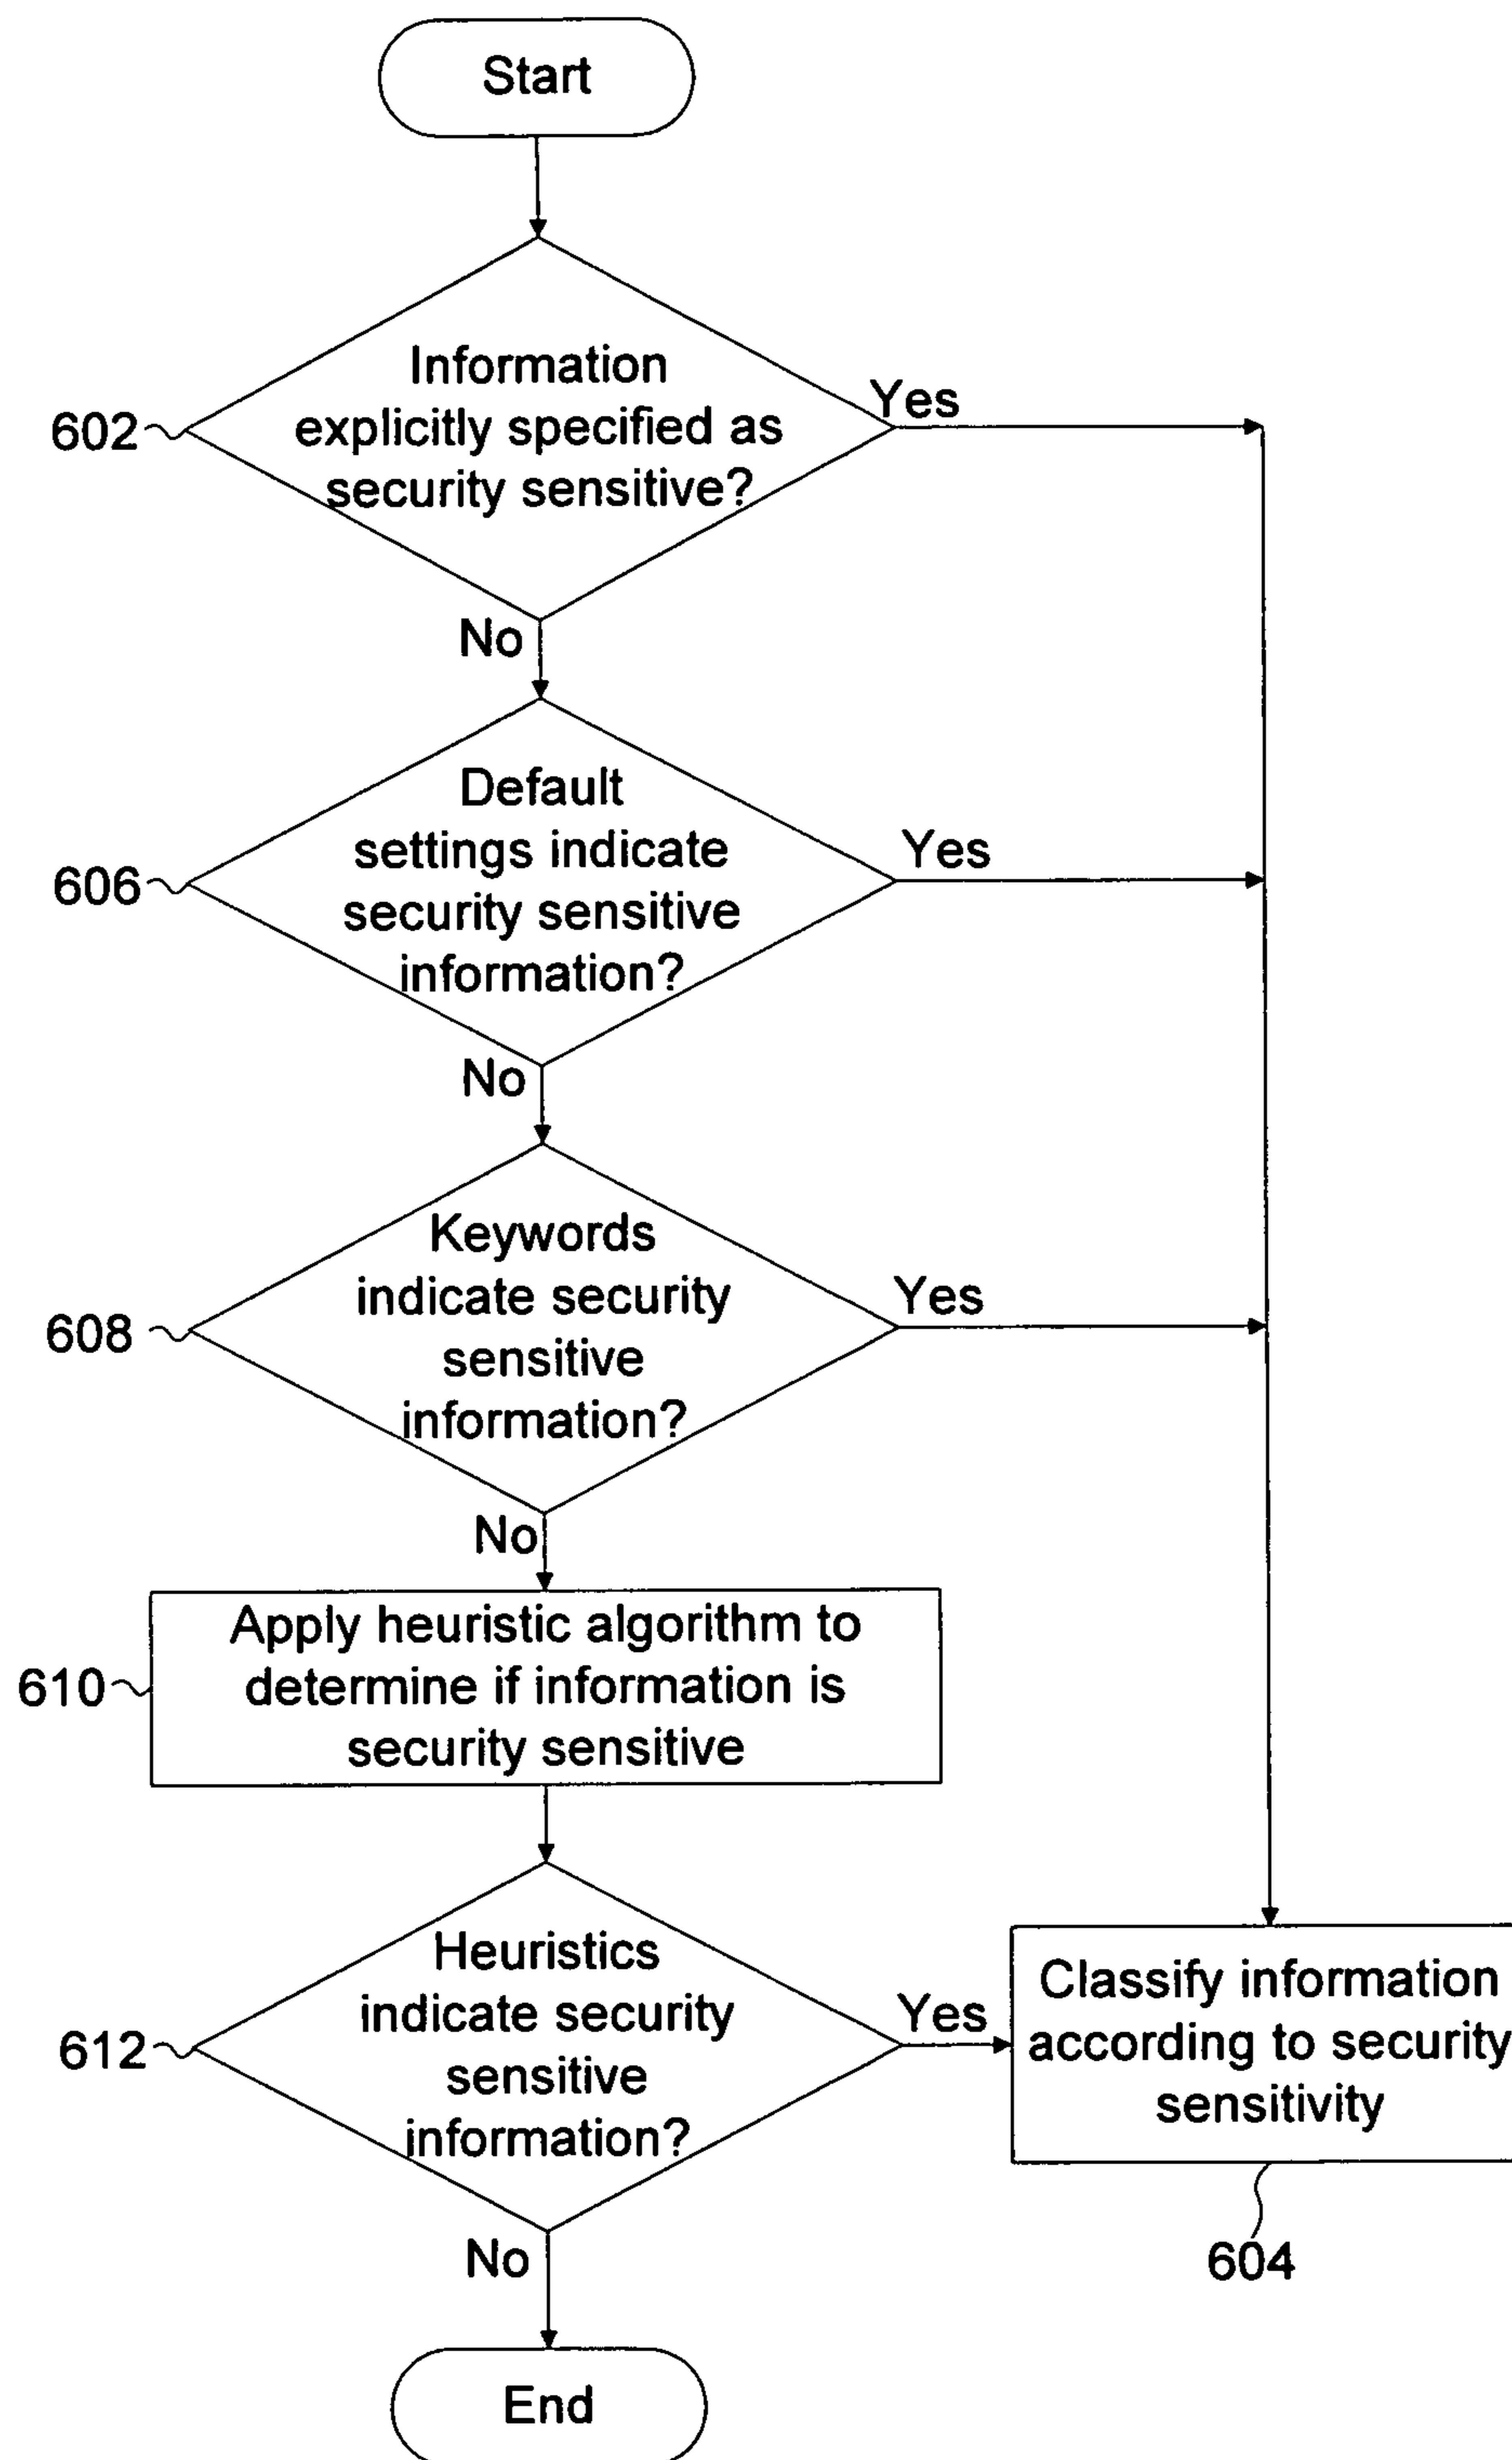 Start
602
Information
explicitly specified as
security sensitive?
Yes
No
606
Default
settings indicate
security sensitive
information?
Yes
No
608
Keywords
indicate security
sensitive
information?
Yes
No
610
Apply heuristic algorithm to
determine if information is
security sensitive
612
Heuristics
indicate security
sensitive
information?
Yes
Classify information
according to security
sensitivity
604
No
End